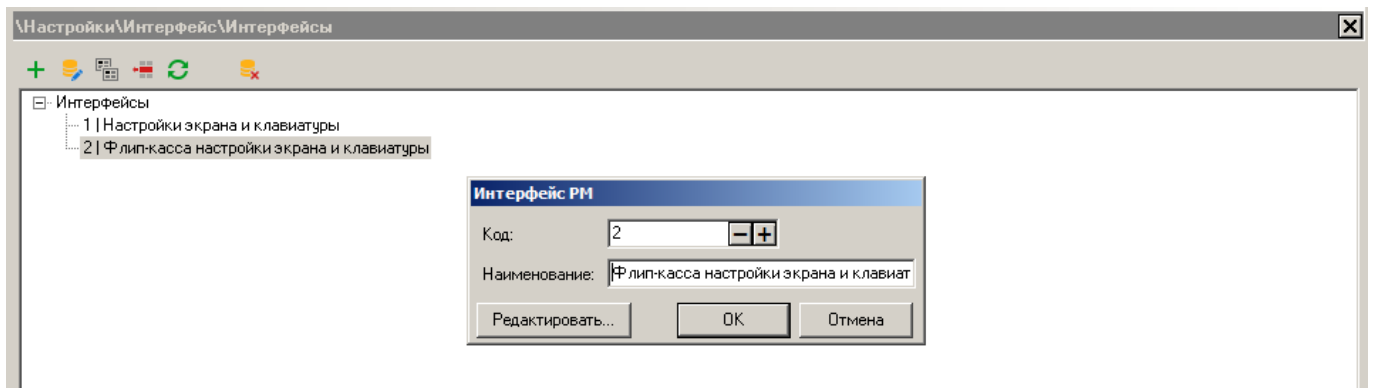 \Настройки\Интерфейс\Интерфейсы
Интерфейсы
1 | Настройки экрана и клавиатуры
2 | Флип-касса настройки экрана и клавиатуры
Интерфейс РМ
Код: 2
Наименование: Флип-касса настройки экрана и клавиат
Редактировать... OK Отмена